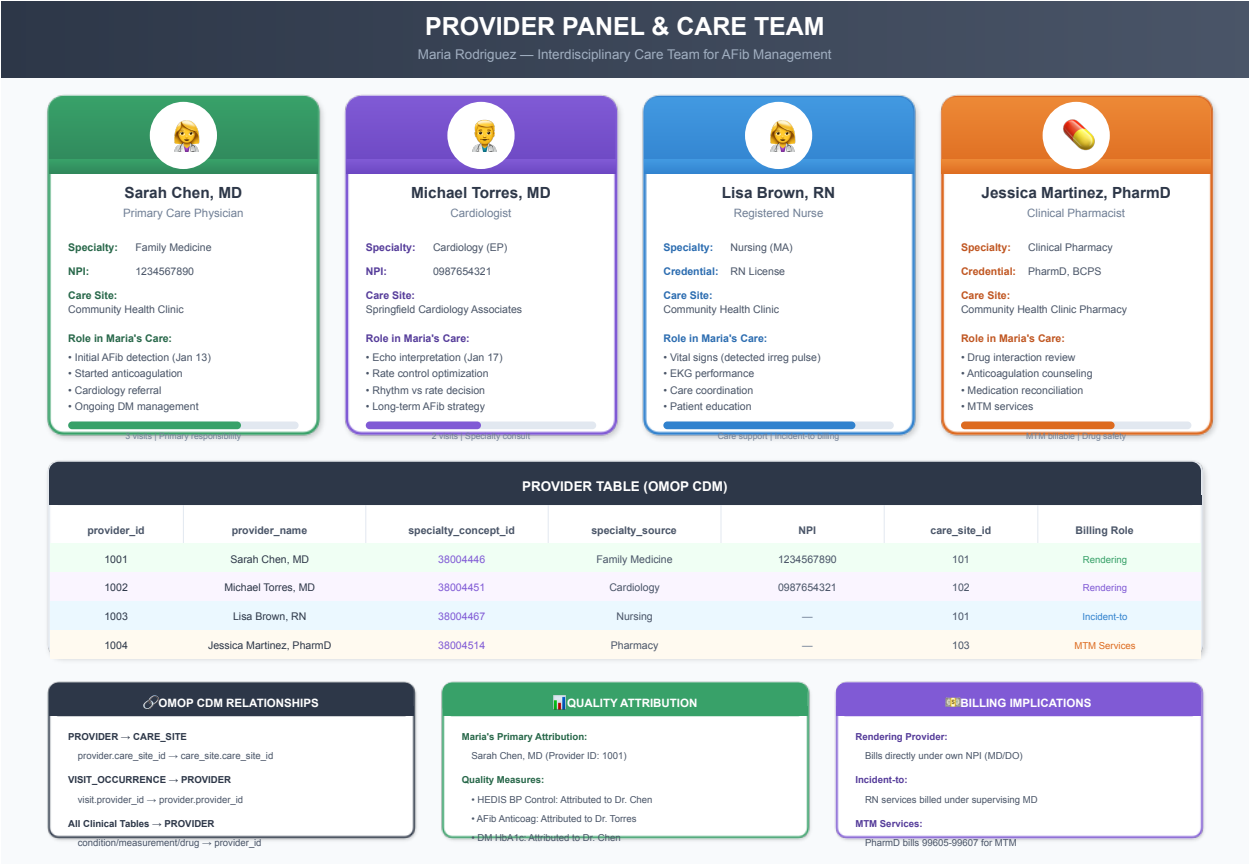 PROVIDER PANEL & CARE TEAM
Maria Rodriguez — Interdisciplinary Care Team for AFib Management
Sarah Chen, MD
Primary Care Physician
Specialty: Family Medicine
NPI: 1234567890
Care Site:
Community Health Clinic
Role in Maria's Care:
• Initial AFib detection (Jan 13)
• Started anticoagulation
• Cardiology referral
• Ongoing DM management
3 visits | Primary responsibility
Michael Torres, MD
Cardiologist
Specialty: Cardiology (EP)
NPI: 0987654321
Care Site:
Springfield Cardiology Associates
Role in Maria's Care:
• Echo interpretation (Jan 17)
• Rate control optimization
• Rhythm vs rate decision
• Long-term AFib strategy
2 visits | Specialty consult
Lisa Brown, RN
Registered Nurse
Specialty: Nursing (MA)
Credential: RN License
Care Site:
Community Health Clinic
Role in Maria's Care:
• Vital signs (detected irreg pulse)
• EKG performance
• Care coordination
• Patient education
Care support | Incident-to billing
Jessica Martinez, PharmD
Clinical Pharmacist
Specialty: Clinical Pharmacy
Credential: PharmD, BCPS
Care Site:
Community Health Clinic Pharmacy
Role in Maria's Care:
• Drug interaction review
• Anticoagulation counseling
• Medication reconciliation
• MTM services
MTM billable | Drug safety
PROVIDER TABLE (OMOP CDM)
provider_id provider_name specialty_concept_id specialty_source NPI care_site_id Billing Role
1001 Sarah Chen, MD 38004446 Family Medicine 1234567890 101 Rendering
1002 Michael Torres, MD 38004451 Cardiology 0987654321 102 Rendering
1003 Lisa Brown, RN 38004467 Nursing — 101 Incident-to
1004 Jessica Martinez, PharmD 38004514 Pharmacy — 103 MTM Services
OMOP CDM RELATIONSHIPS
PROVIDER → CARE_SITE
provider.care_site_id → care_site.care_site_id
VISIT_OCCURRENCE → PROVIDER
visit.provider_id → provider.provider_id
All Clinical Tables → PROVIDER
condition/measurement/drug → provider_id
QUALITY ATTRIBUTION
Maria's Primary Attribution:
Sarah Chen, MD (Provider ID: 1001)
Quality Measures:
• HEDIS BP Control: Attributed to Dr. Chen
• AFib Anticoag: Attributed to Dr. Torres
• DM HbA1c: Attributed to Dr. Chen
BILLING IMPLICATIONS
Rendering Provider:
Bills directly under own NPI (MD/DO)
Incident-to:
RN services billed under supervising MD
MTM Services:
PharmD bills 99605-99607 for MTM